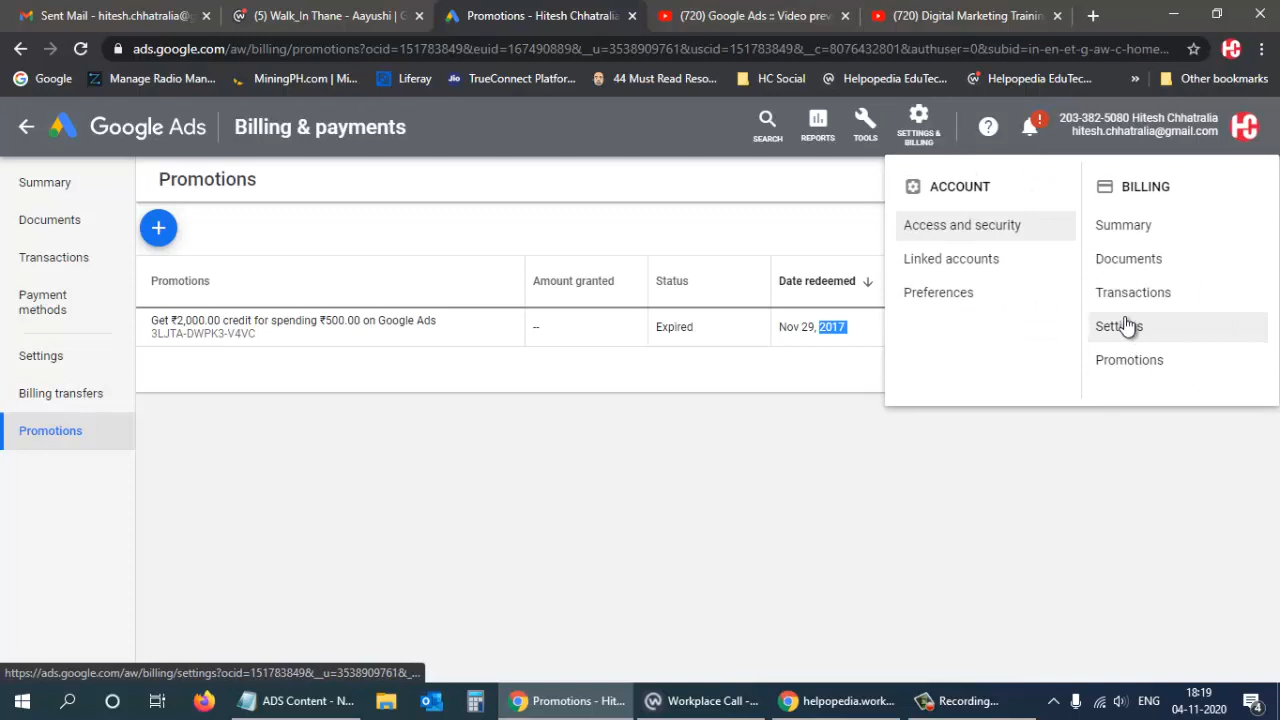 Sent Mail - hitesh.chhatralia@g
(5) Walk_In Thane - Aayushi | G
Promotions - Hitesh Chhatralia
(720) Google Ads :: Video prev
(720) Digital Marketing Training
ads.google.com/aw/billing/promotions?ocid=151783849&euid=167490889&__u=3538909761&uscid=151783849&__c=8076432801&authuser=0&subid=in-en-et-g-aw-c-home...
Google
Manage Radio Man...
MiningPH.com | Mi...
Liferay
Jio
TrueConnect Platfor...
44 Must Read Reso...
HC Social
Helpopedia EduTec...
Helpopedia EduTec...
»
Other bookmarks
Google Ads
Billing & payments
SEARCH
REPORTS
TOOLS
SETTINGS & BILLING
203-382-5080 Hitesh Chhatralia
hitesh.chhatralia@gmail.com
HC
Summary
Documents
Transactions
Payment methods
Settings
Billing transfers
Promotions
Promotions
Promotions
Amount granted
Status
Date redeemed
Get ₹2,000.00 credit for spending ₹500.00 on Google Ads
3LJTA-DWPK3-V4VC
--
Expired
Nov 29, 2017
ACCOUNT
Access and security
Linked accounts
Preferences
BILLING
Summary
Documents
Transactions
Settings
Promotions
https://ads.google.com/aw/billing/settings?ocid=151783849&__u=3538909761&_...
ADS Content - N...
Promotions - Hit...
Workplace Call -...
helpopedia.work...
Recording...
ENG
18:19
04-11-2020
4